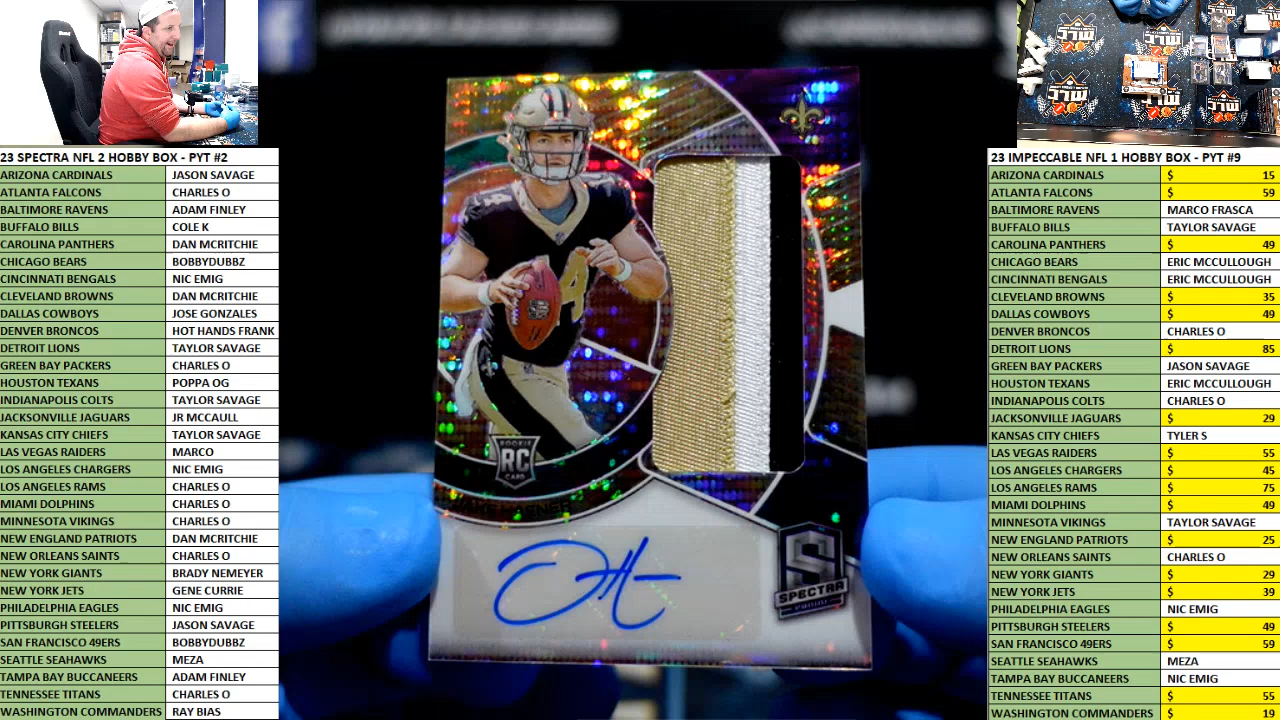 23 SPECTRA NFL 2 HOBBY BOX - PYT #2
ARIZONA CARDINALS JASON SAVAGE
ATLANTA FALCONS CHARLES O
BALTIMORE RAVENS ADAM FINLEY
BUFFALO BILLS COLE K
CAROLINA PANTHERS DAN MCRITCHIE
CHICAGO BEARS BOBBYDUBBZ
CINCINNATI BENGALS NIC EMIG
CLEVELAND BROWNS DAN MCRITCHIE
DALLAS COWBOYS JOSE GONZALES
DENVER BRONCOS HOT HANDS FRANK
DETROIT LIONS TAYLOR SAVAGE
GREEN BAY PACKERS CHARLES O
HOUSTON TEXANS POPPA OG
INDIANAPOLIS COLTS TAYLOR SAVAGE
JACKSONVILLE JAGUARS JR MCCAULL
KANSAS CITY CHIEFS TAYLOR SAVAGE
LAS VEGAS RAIDERS MARCO
LOS ANGELES CHARGERS NIC EMIG
LOS ANGELES RAMS CHARLES O
MIAMI DOLPHINS CHARLES O
MINNESOTA VIKINGS CHARLES O
NEW ENGLAND PATRIOTS DAN MCRITCHIE
NEW ORLEANS SAINTS CHARLES O
NEW YORK GIANTS BRADY NEMEYER
NEW YORK JETS GENE CURRIE
PHILADELPHIA EAGLES NIC EMIG
PITTSBURGH STEELERS JASON SAVAGE
SAN FRANCISCO 49ERS BOBBYDUBBZ
SEATTLE SEAHAWKS MEZA
TAMPA BAY BUCCANEERS ADAM FINLEY
TENNESSEE TITANS CHARLES O
WASHINGTON COMMANDERS RAY BIAS
14
ROOKIE
RC
CARD
JAKE HAENER
S
SPECTRA
23 IMPECCABLE NFL 1 HOBBY BOX - PYT #9
ARIZONA CARDINALS $ 15
ATLANTA FALCONS $ 59
BALTIMORE RAVENS MARCO FRASCA
BUFFALO BILLS TAYLOR SAVAGE
CAROLINA PANTHERS $ 49
CHICAGO BEARS ERIC MCCULLOUGH
CINCINNATI BENGALS ERIC MCCULLOUGH
CLEVELAND BROWNS $ 35
DALLAS COWBOYS $ 49
DENVER BRONCOS CHARLES O
DETROIT LIONS $ 85
GREEN BAY PACKERS JASON SAVAGE
HOUSTON TEXANS ERIC MCCULLOUGH
INDIANAPOLIS COLTS CHARLES O
JACKSONVILLE JAGUARS $ 29
KANSAS CITY CHIEFS TYLER S
LAS VEGAS RAIDERS $ 55
LOS ANGELES CHARGERS $ 45
LOS ANGELES RAMS $ 75
MIAMI DOLPHINS $ 49
MINNESOTA VIKINGS TAYLOR SAVAGE
NEW ENGLAND PATRIOTS $ 25
NEW ORLEANS SAINTS CHARLES O
NEW YORK GIANTS $ 29
NEW YORK JETS $ 39
PHILADELPHIA EAGLES NIC EMIG
PITTSBURGH STEELERS $ 49
SAN FRANCISCO 49ERS $ 59
SEATTLE SEAHAWKS MEZA
TAMPA BAY BUCCANEERS NIC EMIG
TENNESSEE TITANS $ 55
WASHINGTON COMMANDERS $ 19